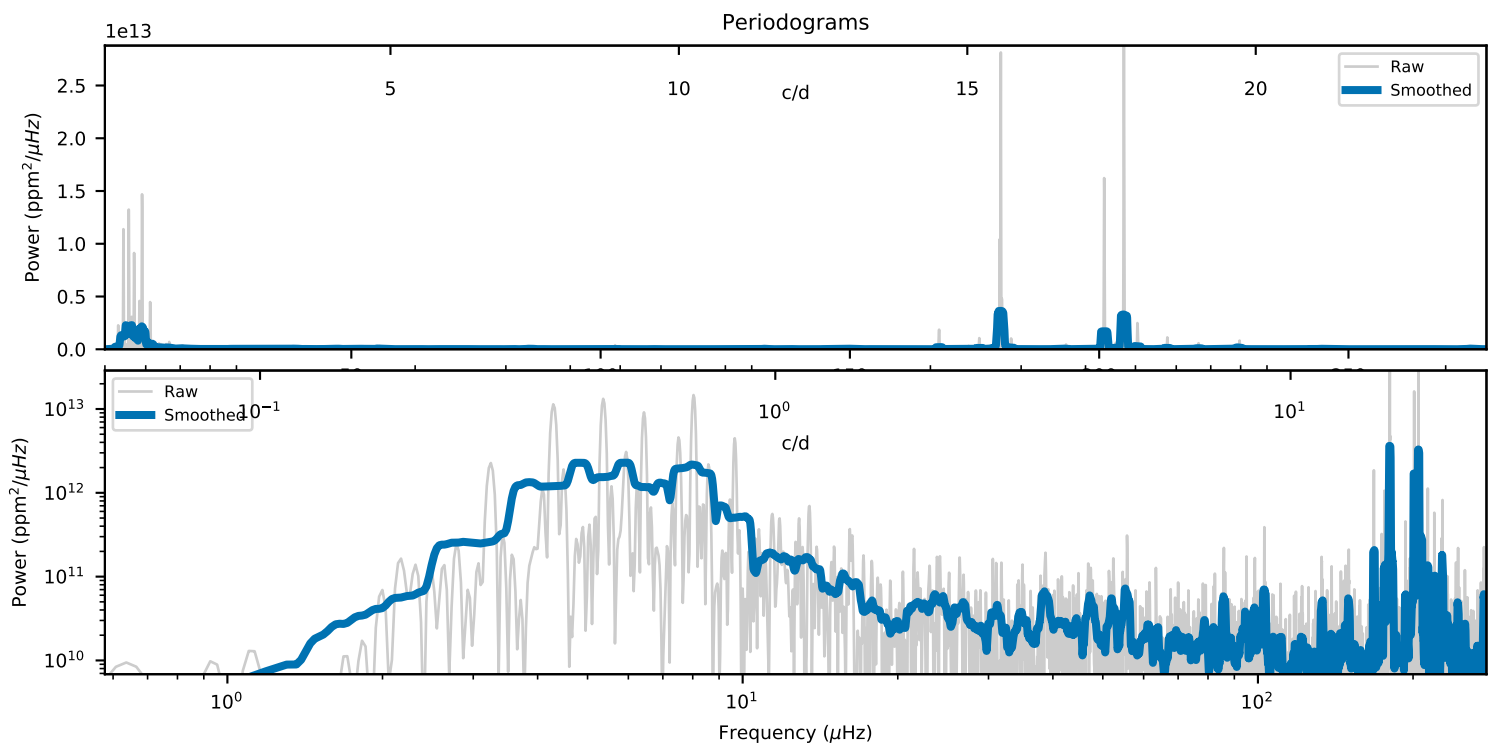 Periodograms
1e13
5 10 15 20
c/d
Raw
Smoothed
2.5
2.0
1.5
1.0
0.5
0.0
Power (ppm²/μHz)
Raw
Smoothed
10⁻¹ 10⁰ 10¹
c/d
10¹³
10¹²
10¹¹
10¹⁰
Power (ppm²/μHz)
10⁰ 10¹ 10²
Frequency (μHz)